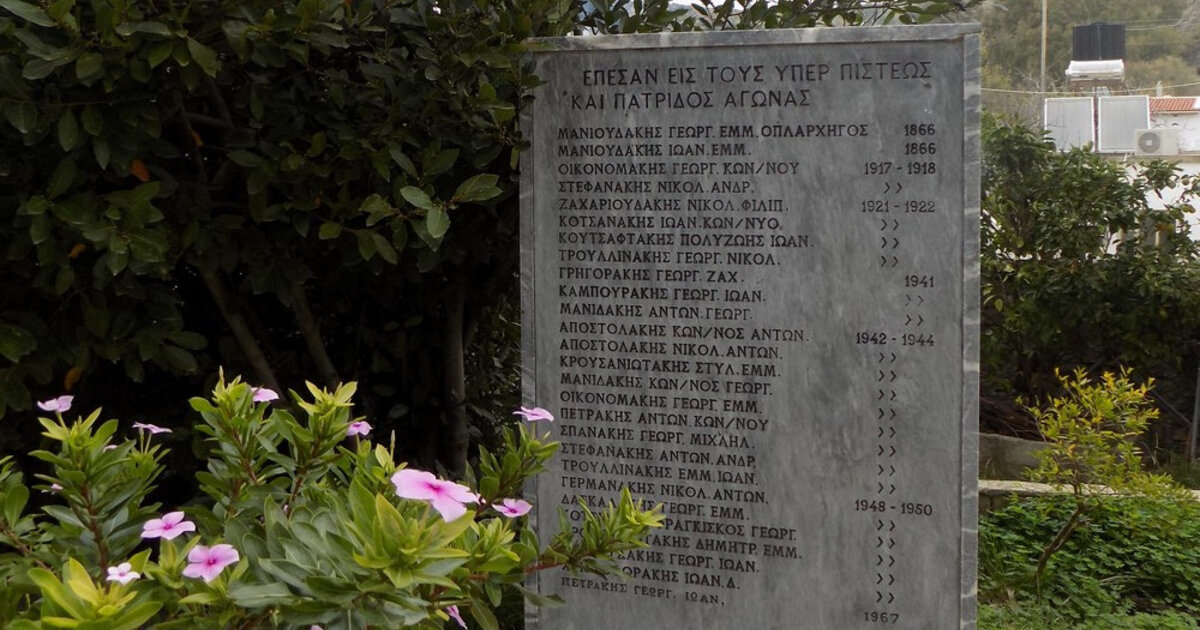 ΕΠΕΣΑΝ ΕΙΣ ΤΟΥΣ ΥΠΕΡ ΠΙΣΤΕΩΣ
ΚΑΙ ΠΑΤΡΙΔΟΣ ΑΓΩΝΑΣ
ΜΑΝΙΟΥΔΑΚΗΣ ΓΕΩΡΓ. ΕΜΜ. ΟΠΛΑΡΧΗΓΟΣ 1866
ΜΑΝΙΟΥΔΑΚΗΣ ΙΩΑΝ. ΕΜΜ. 1866
ΟΙΚΟΝΟΜΑΚΗΣ ΓΕΩΡΓ. ΚΩΝ/ΝΟΥ 1917 - 1918
ΣΤΕΦΑΝΑΚΗΣ ΝΙΚΟΛ. ΑΝΔΡ. 〉〉
ΖΑΧΑΡΙΟΥΔΑΚΗΣ ΝΙΚΟΛ. ΦΙΛΙΠ. 1921 - 1922
ΚΟΤΣΑΝΑΚΗΣ ΙΩΑΝ. ΚΩΝ/ΝΥΟ. 〉〉
ΚΟΥΤΣΑΦΤΑΚΗΣ ΠΟΛΥΖΩΗΣ ΙΩΑΝ. 〉〉
ΤΡΟΥΛΛΙΝΑΚΗΣ ΓΕΩΡΓ. ΝΙΚΟΛ. 〉〉
ΓΡΗΓΟΡΑΚΗΣ ΓΕΩΡΓ. ΖΑΧ. 1941
ΚΑΜΠΟΥΡΑΚΗΣ ΓΕΩΡΓ. ΙΩΑΝ. 〉〉
ΜΑΝΙΔΑΚΗΣ ΑΝΤΩΝ. ΓΕΩΡΓ. 〉〉
ΑΠΟΣΤΟΛΑΚΗΣ ΚΩΝ/ΝΟΣ ΑΝΤΩΝ. 1942 - 1944
ΑΠΟΣΤΟΛΑΚΗΣ ΝΙΚΟΛ. ΑΝΤΩΝ. 〉〉
ΚΡΟΥΣΑΝΙΩΤΑΚΗΣ ΣΤΥΛ. ΕΜΜ. 〉〉
ΜΑΝΙΔΑΚΗΣ ΚΩΝ/ΝΟΣ ΓΕΩΡΓ. 〉〉
ΟΙΚΟΝΟΜΑΚΗΣ ΓΕΩΡΓ. ΕΜΜ. 〉〉
ΠΕΤΡΑΚΗΣ ΑΝΤΩΝ. ΚΩΝ/ΝΟΥ 〉〉
ΣΠΑΝΑΚΗΣ ΓΕΩΡΓ. ΜΙΧΑΗΛ. 〉〉
ΣΤΕΦΑΝΑΚΗΣ ΑΝΤΩΝ. ΑΝΔΡ. 〉〉
ΤΡΟΥΛΛΙΝΑΚΗΣ ΕΜΜ. ΙΩΑΝ. 〉〉
ΓΕΡΜΑΝΑΚΗΣ ΝΙΚΟΛ. ΑΝΤΩΝ. 1948 - 1950
ΓΕΩΡΓ. ΕΜΜ. 〉〉
ΓΕΩΡΓ. 〉〉
ΔΗΜΗΤΡ. ΕΜΜ. 〉〉
ΓΕΩΡΓ. ΙΩΑΝ. 〉〉
ΙΩΑΝ. Δ. 〉〉
ΠΕΤΡΑΚΗΣ ΓΕΩΡΓ. ΙΩΑΝ. 1967